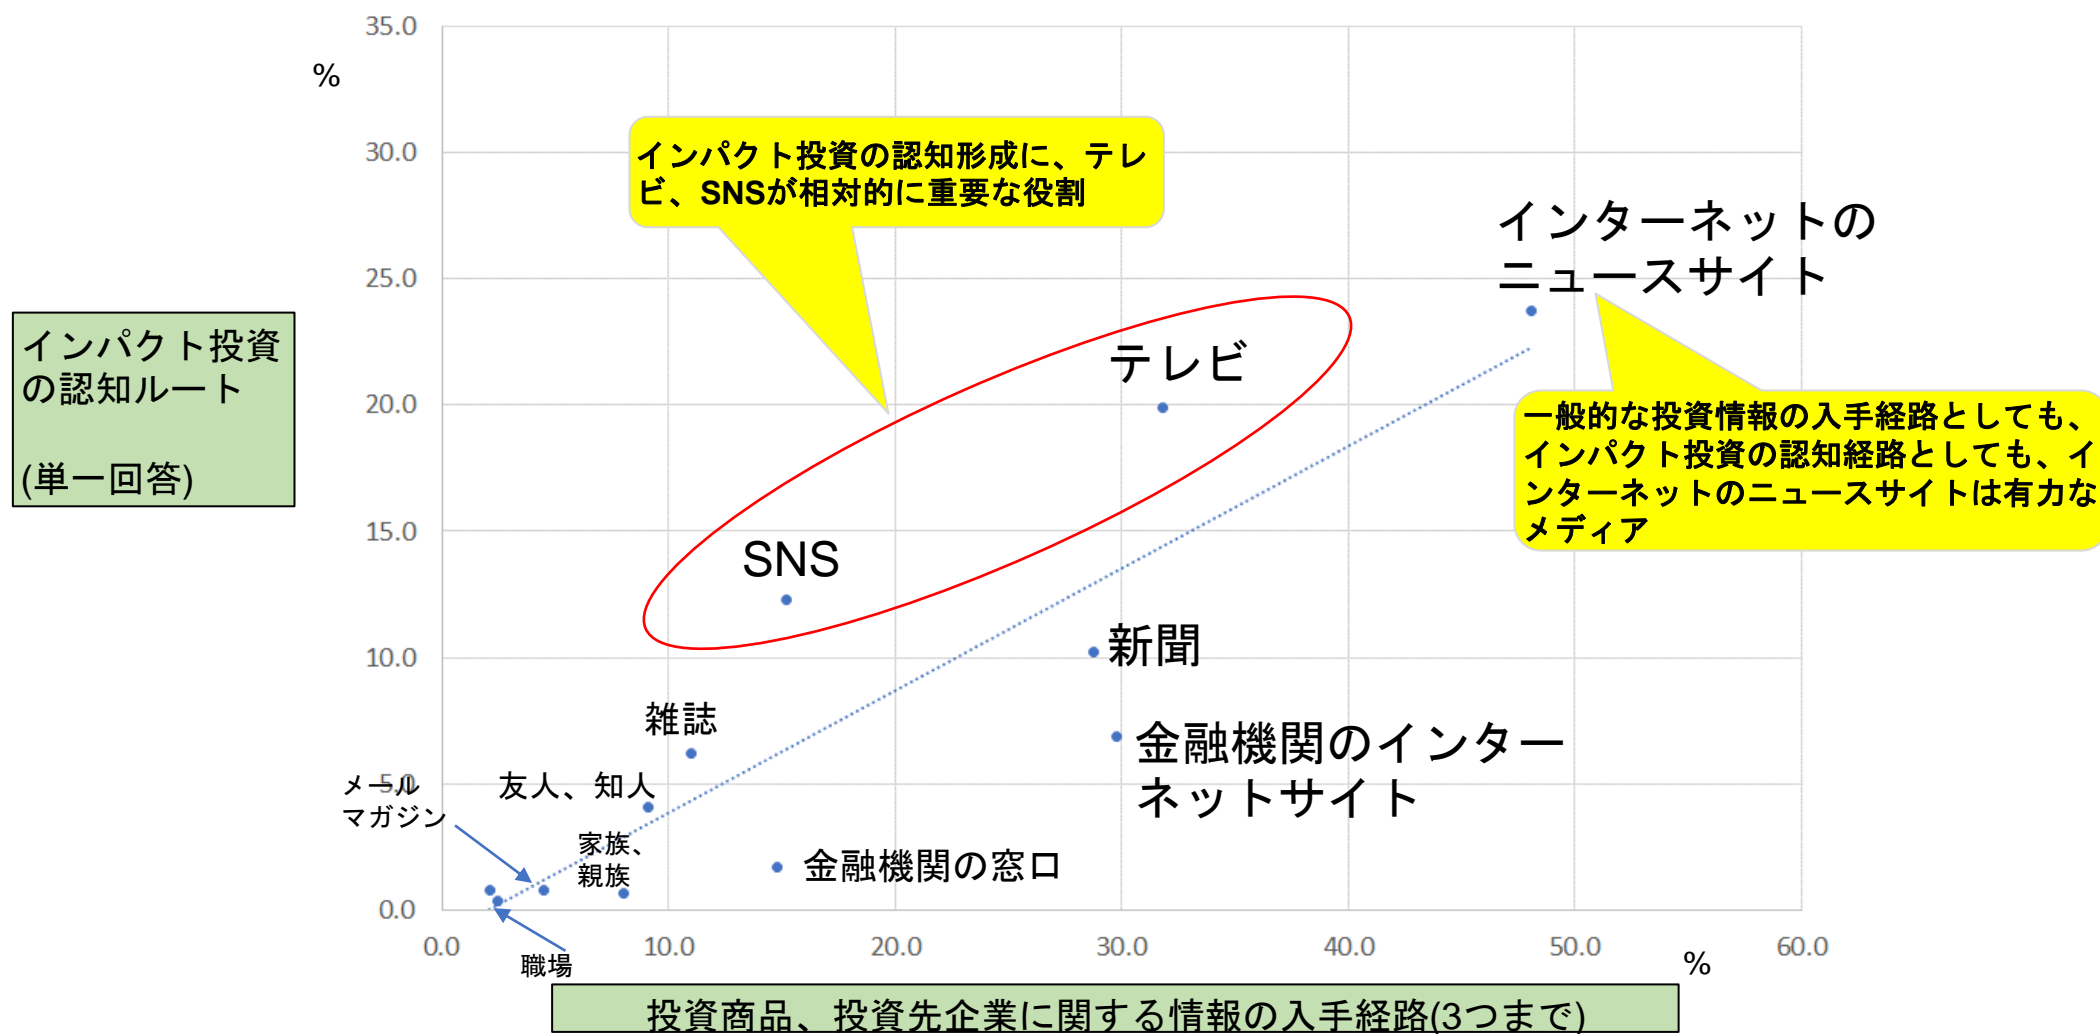 35.0
%
30.0
インパクト投資の認知形成に、テレ
ビ、SNSが相対的に重要な役割
インターネットの
ニュースサイト
25.0
インパクト投資
の認知ルート
(単一回答)
テレビ
20.0
一般的な投資情報の入手経路としても、
インパクト投資の認知経路としても、イ
ンターネットのニュースサイトは有力な
メディア
15.0
SNS
新聞
10.0
雑誌
金融機関のインター
ネットサイト
メール
マガジン
友人、知人
5.0
家族、
親族
金融機関の窓口
0.0
0.0 10.0 20.0 30.0 40.0 50.0 60.0
職場
%
投資商品、投資先企業に関する情報の入手経路(3つまで)